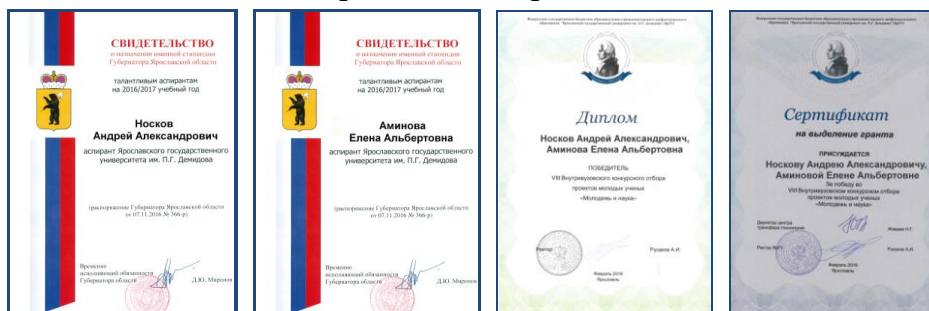 СВИДЕТЕЛЬСТВО
о назначении именной стипендии
Губернатора Ярославской области
талантливым аспирантам
на 2016/2017 учебный год
Носков
Андрей Александрович
аспирант Ярославского государственного
университета им. П.Г. Демидова
(распоряжение Губернатора Ярославской области
от 07.11.2016 № 366-р)
Временно
исполняющий обязанности
Губернатора области
Д.Ю. Миронов
СВИДЕТЕЛЬСТВО
о назначении именной стипендии
Губернатора Ярославской области
талантливым аспирантам
на 2016/2017 учебный год
Аминова
Елена Альбертовна
аспирант Ярославского государственного
университета им. П.Г. Демидова
(распоряжение Губернатора Ярославской области
от 07.11.2016 № 366-р)
Временно
исполняющий обязанности
Губернатора области
Д.Ю. Миронов
Диплом
Носков Андрей Александрович,
Аминова Елена Альбертовна
ПОБЕДИТЕЛЬ
VIII Внутривузовского конкурсного отбора
проектов молодых ученых
«Молодежь и наука»
Ректор
Русаков А.И.
Февраль 2016
Ярославль
Сертификат
на выделение гранта
ПРИСУЖДАЕТСЯ
Носкову Андрею Александровичу,
Аминовой Елене Альбертовне
За победу во
VIII Внутривузовском конкурсном отборе
проектов молодых ученых
«Молодежь и наука»
Директор центра
трансфера технологий
Ректор ЯрГУ
Русаков А.И.
Февраль 2016
Ярославль